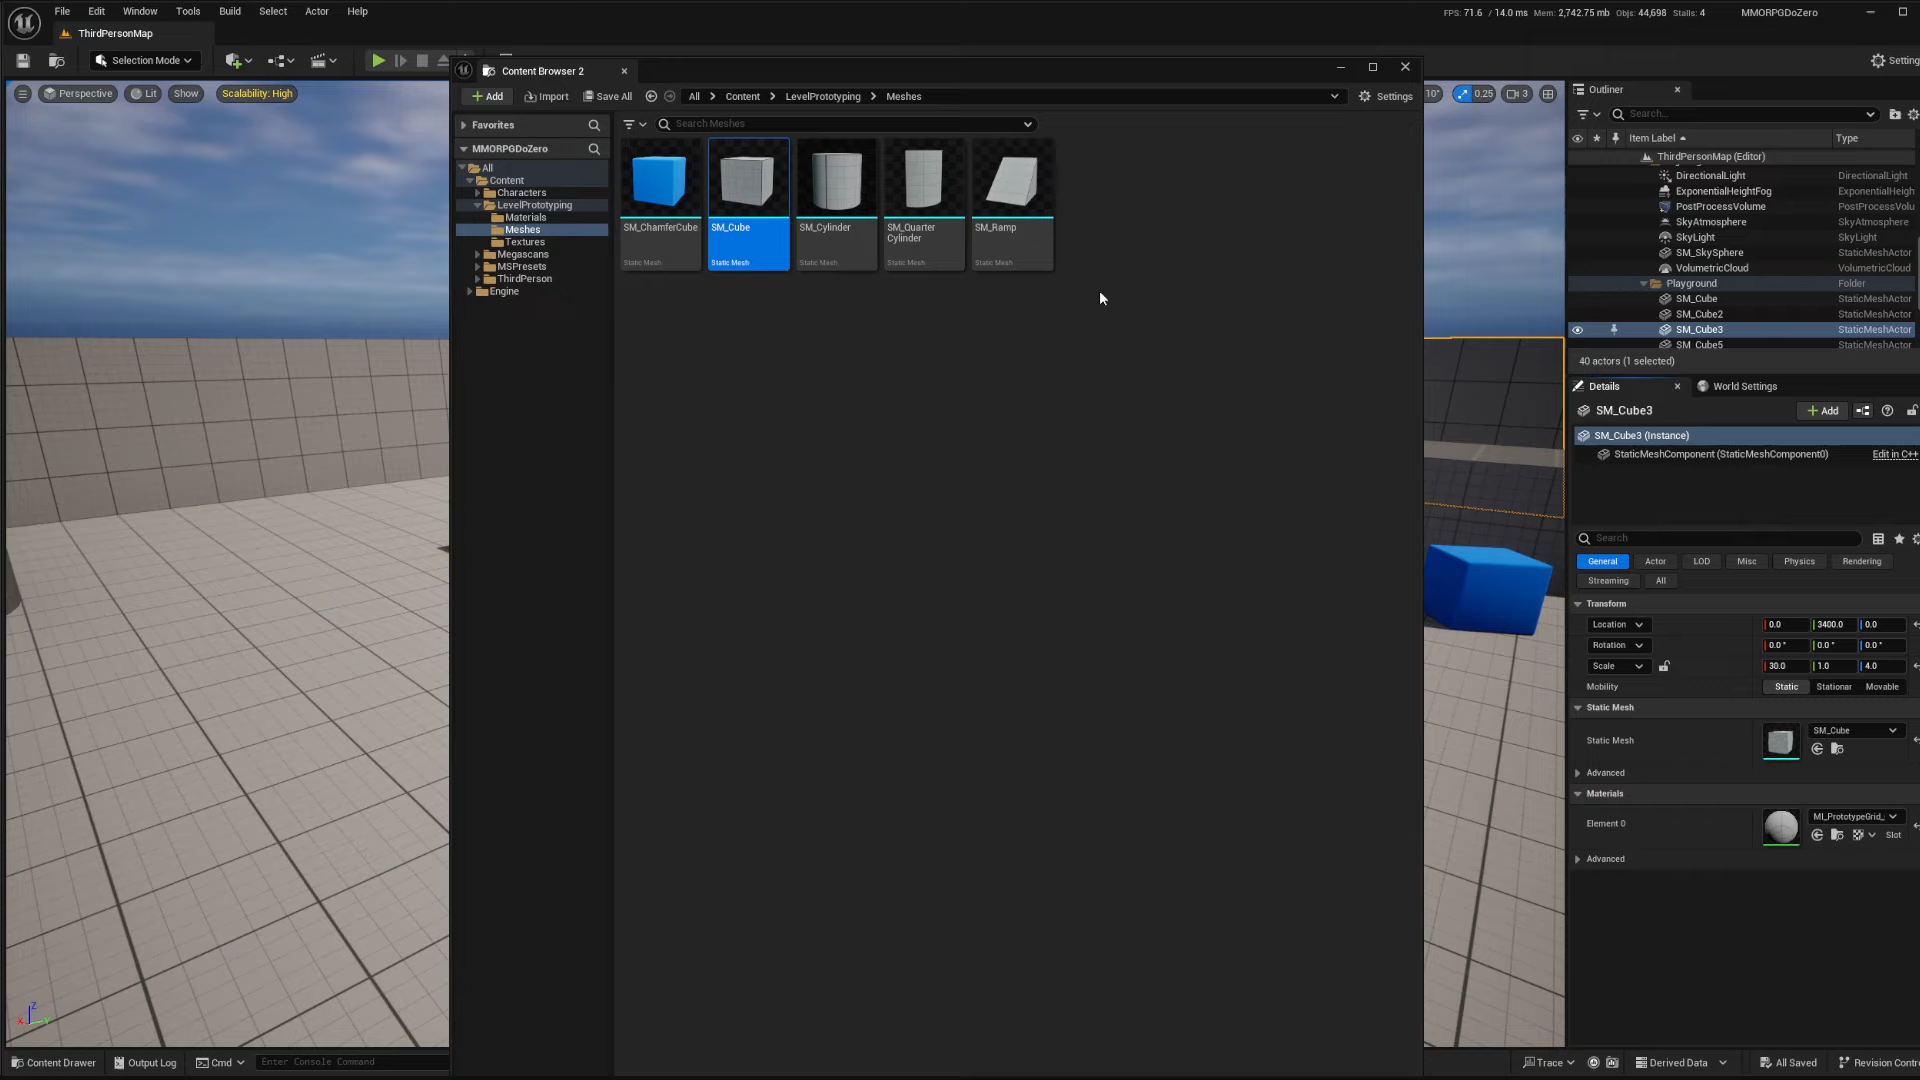 File Edit Window Tools Build Select Actor Help
FPS: 71.6 / 14.0 ms Mem: 2,742.75 mb Objs: 44,698 Stalls: 4 MMORPGDoZero
ThirdPersonMap
Selection Mode
Setting
Perspective Lit Show Scalability: High
Content Browser 2
Add Import Save All All Content LevelPrototyping Meshes Settings
Favorites
Search Meshes
MMORPGDoZero
All
Content
Characters
LevelPrototyping
Materials
Meshes
Textures
Megascans
MSPresets
ThirdPerson
Engine
SM_ChamferCube
Static Mesh
SM_Cube
Static Mesh
SM_Cylinder
Static Mesh
SM_Quarter
Cylinder
Static Mesh
SM_Ramp
Static Mesh
10° 0.25 3
Outliner
Search...
Item Label Type
ThirdPersonMap (Editor)
DirectionalLight DirectionalLight
ExponentialHeightFog ExponentialHeigh
PostProcessVolume PostProcessVolu
SkyAtmosphere SkyAtmosphere
SkyLight SkyLight
SM_SkySphere StaticMeshActor
VolumetricCloud VolumetricCloud
Playground Folder
SM_Cube StaticMeshActor
SM_Cube2 StaticMeshActor
SM_Cube3 StaticMeshActor
SM_Cube5 StaticMeshActor
40 actors (1 selected)
Details World Settings
SM_Cube3 Add
SM_Cube3 (Instance)
StaticMeshComponent (StaticMeshComponent0) Edit in C++
Search
General Actor LOD Misc Physics Rendering
Streaming All
Transform
Location 0.0 3400.0 0.0
Rotation 0.0 ° 0.0 ° 0.0 °
Scale 30.0 1.0 4.0
Mobility Static Stationar Movable
Static Mesh
Static Mesh SM_Cube
Advanced
Materials
Element 0 MI_PrototypeGrid_
Slot
Advanced
Z
X Y
Content Drawer Output Log Cmd Enter Console Command
Trace Derived Data All Saved Revision Contr